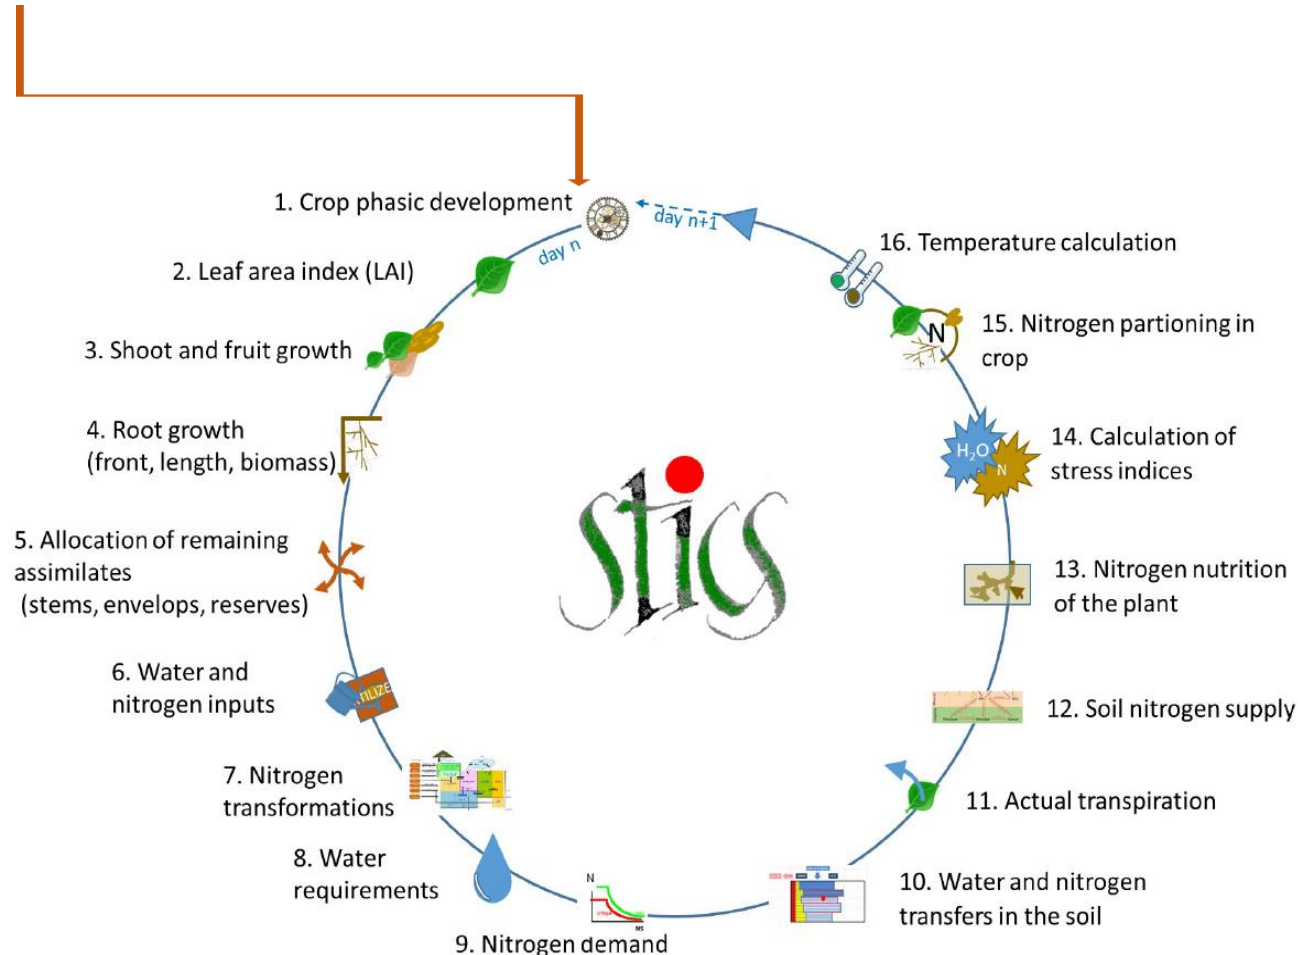 1. Crop phasic development
day n
day n+1
2. Leaf area index (LAI)
3. Shoot and fruit growth
4. Root growth
(front, length, biomass)
5. Allocation of remaining
assimilates
(stems, envelops, reserves)
6. Water and
nitrogen inputs
TILIZE
7. Nitrogen
transformations
8. Water
requirements
N
MS
9. Nitrogen demand
10. Water and nitrogen
transfers in the soil
11. Actual transpiration
12. Soil nitrogen supply
13. Nitrogen nutrition
of the plant
14. Calculation of
stress indices
H₂O
N
15. Nitrogen partioning in
crop
N
16. Temperature calculation
stics